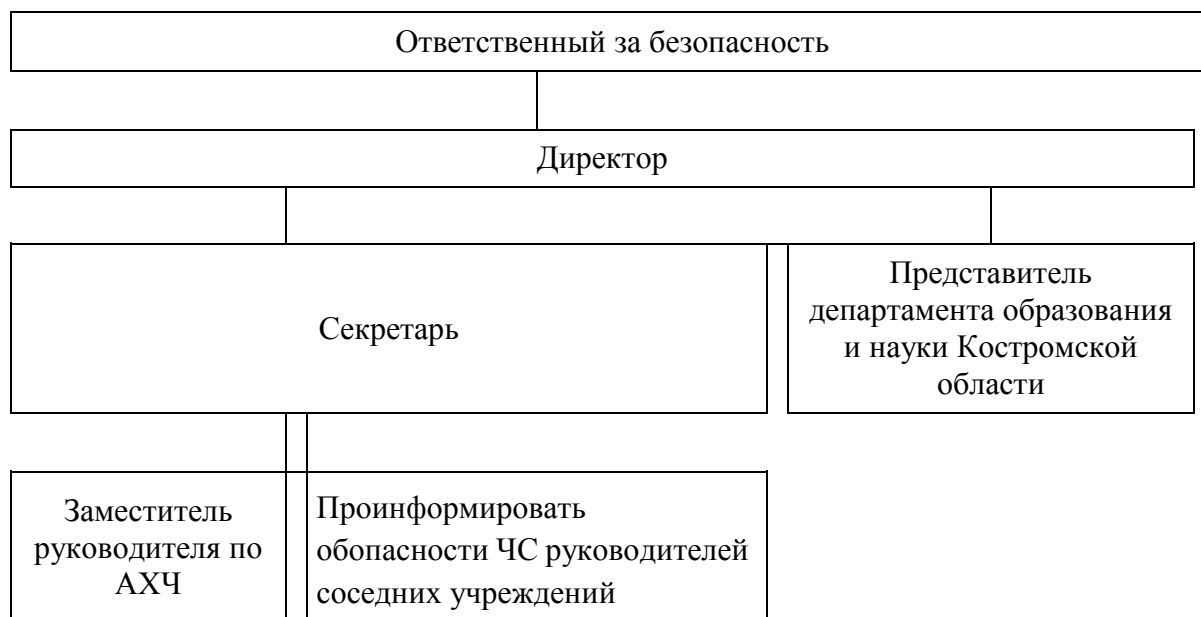 Ответственный за безопасность
Директор
Секретарь
Представитель
департамента образования
и науки Костромской
области
Заместитель
руководителя по
АХЧ
Проинформировать
обопасности ЧС руководителей
соседних учреждений